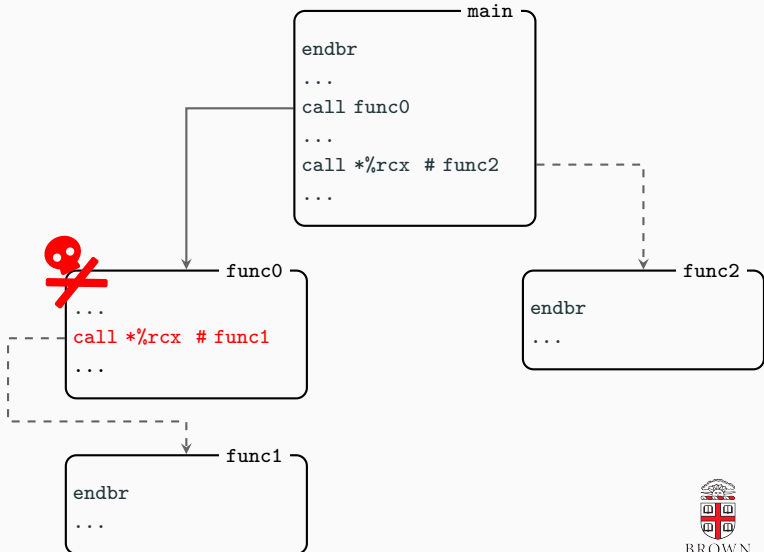 main
endbr
...
call func0
...
call *%rcx # func2
...
func0
...
call *%rcx # func1
...
func2
endbr
...
func1
endbr
...
BROWN